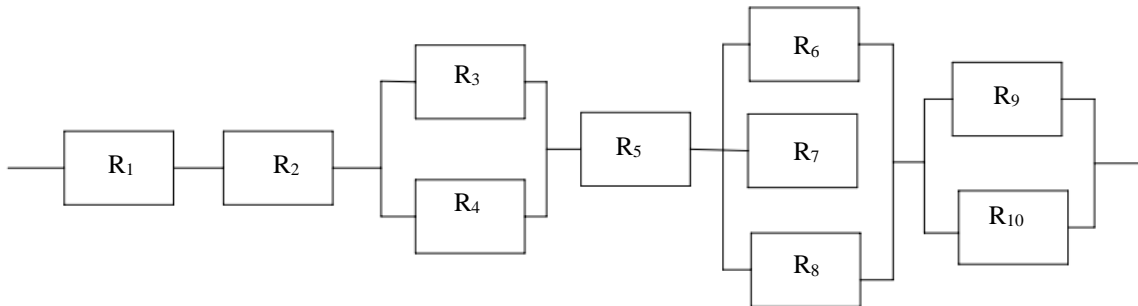 R₁
R₂
R₃
R₄
R₅
R₆
R₇
R₈
R₉
R₁₀